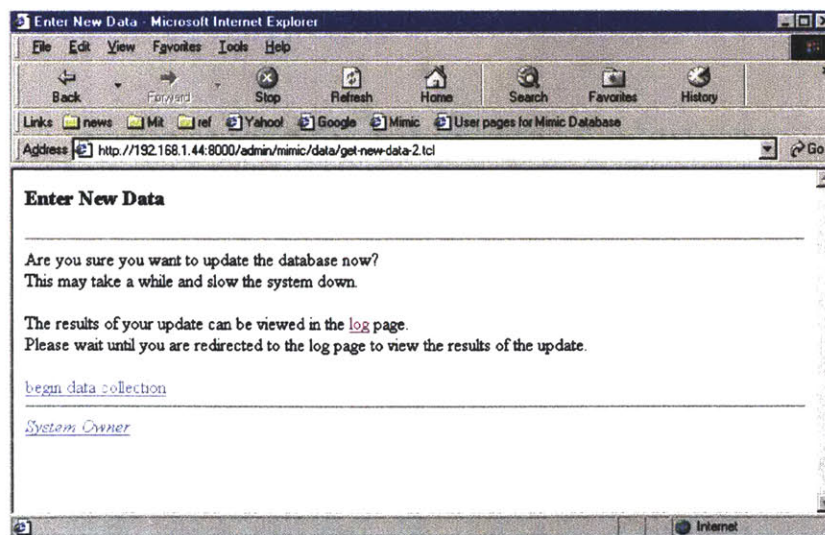 Enter New Data - Microsoft Internet Explorer
File Edit View Favorites Tools Help
Back Forward Stop Refresh Home Search Favorites History
Links news Mit ref Yahoo! Google Mimic User pages for Mimic Database
Address http://192.168.1.44:8000/admin/mimic/data/get-new-data-2.tcl Go
Enter New Data
Are you sure you want to update the database now?
This may take a while and slow the system down.
The results of your update can be viewed in the log page.
Please wait until you are redirected to the log page to view the results of the update.
begin data collection
System Owner
Internet